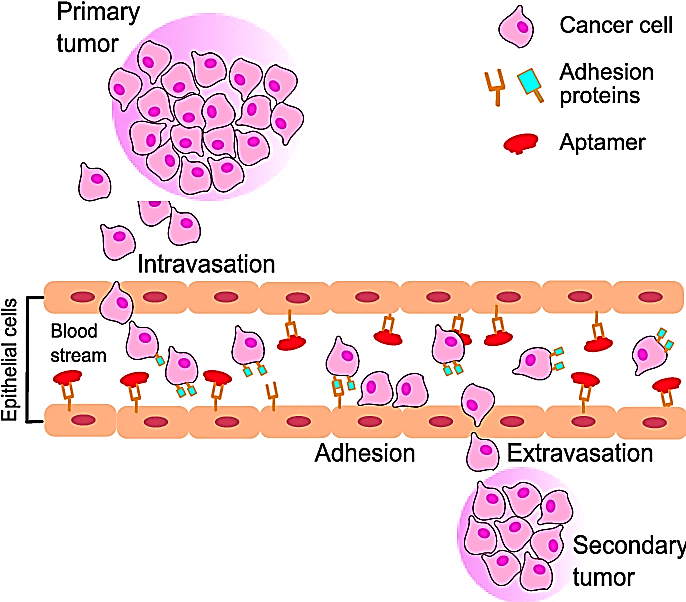 Primary
tumor
Cancer cell
Adhesion
proteins
Aptamer
Intravasation
Epithelial cells
Blood
stream
Adhesion
Extravasation
Secondary
tumor